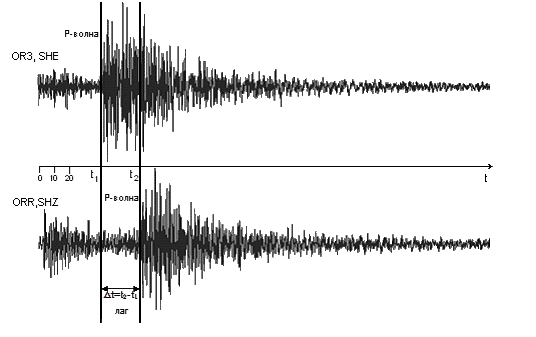 P-волна
OR3, SHE
0 10 20 t1 t2 t
P-волна
ORR,SHZ
Δt=t2-t1
лаг